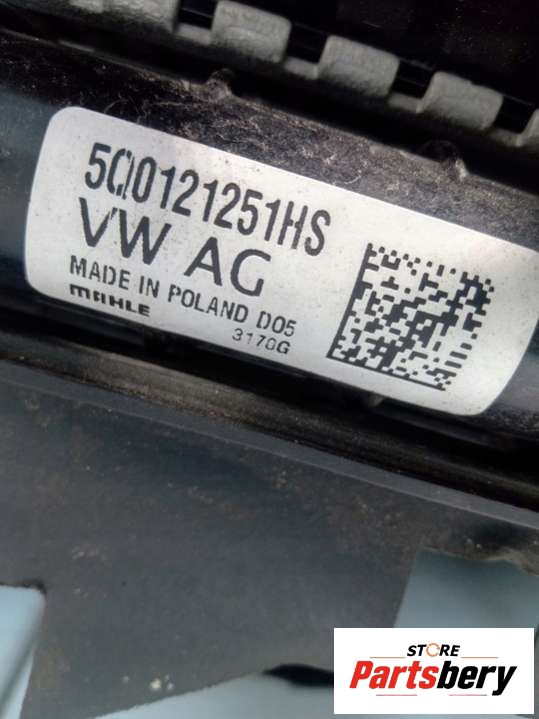 5Q0121251HS
VW AG
MADE IN POLAND D05
MAHLE
3170G
STORE
Partsbery